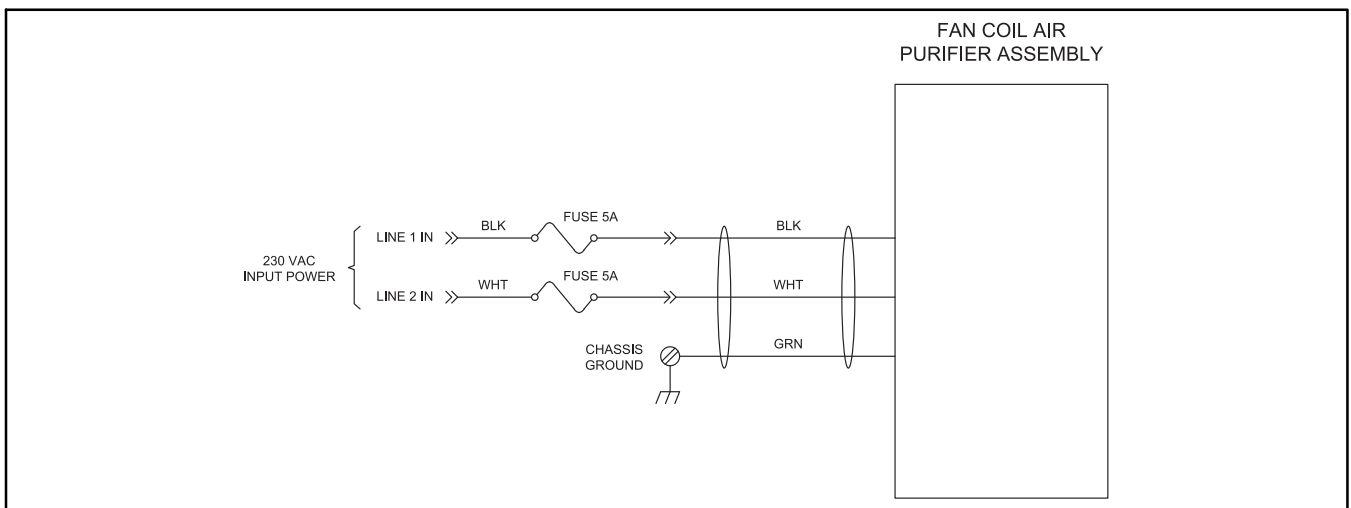 FAN COIL AIR
PURIFIER ASSEMBLY
BLK
FUSE 5A
BLK
LINE 1 IN
230 VAC
INPUT POWER
WHT
FUSE 5A
WHT
LINE 2 IN
CHASSIS
GROUND
GRN